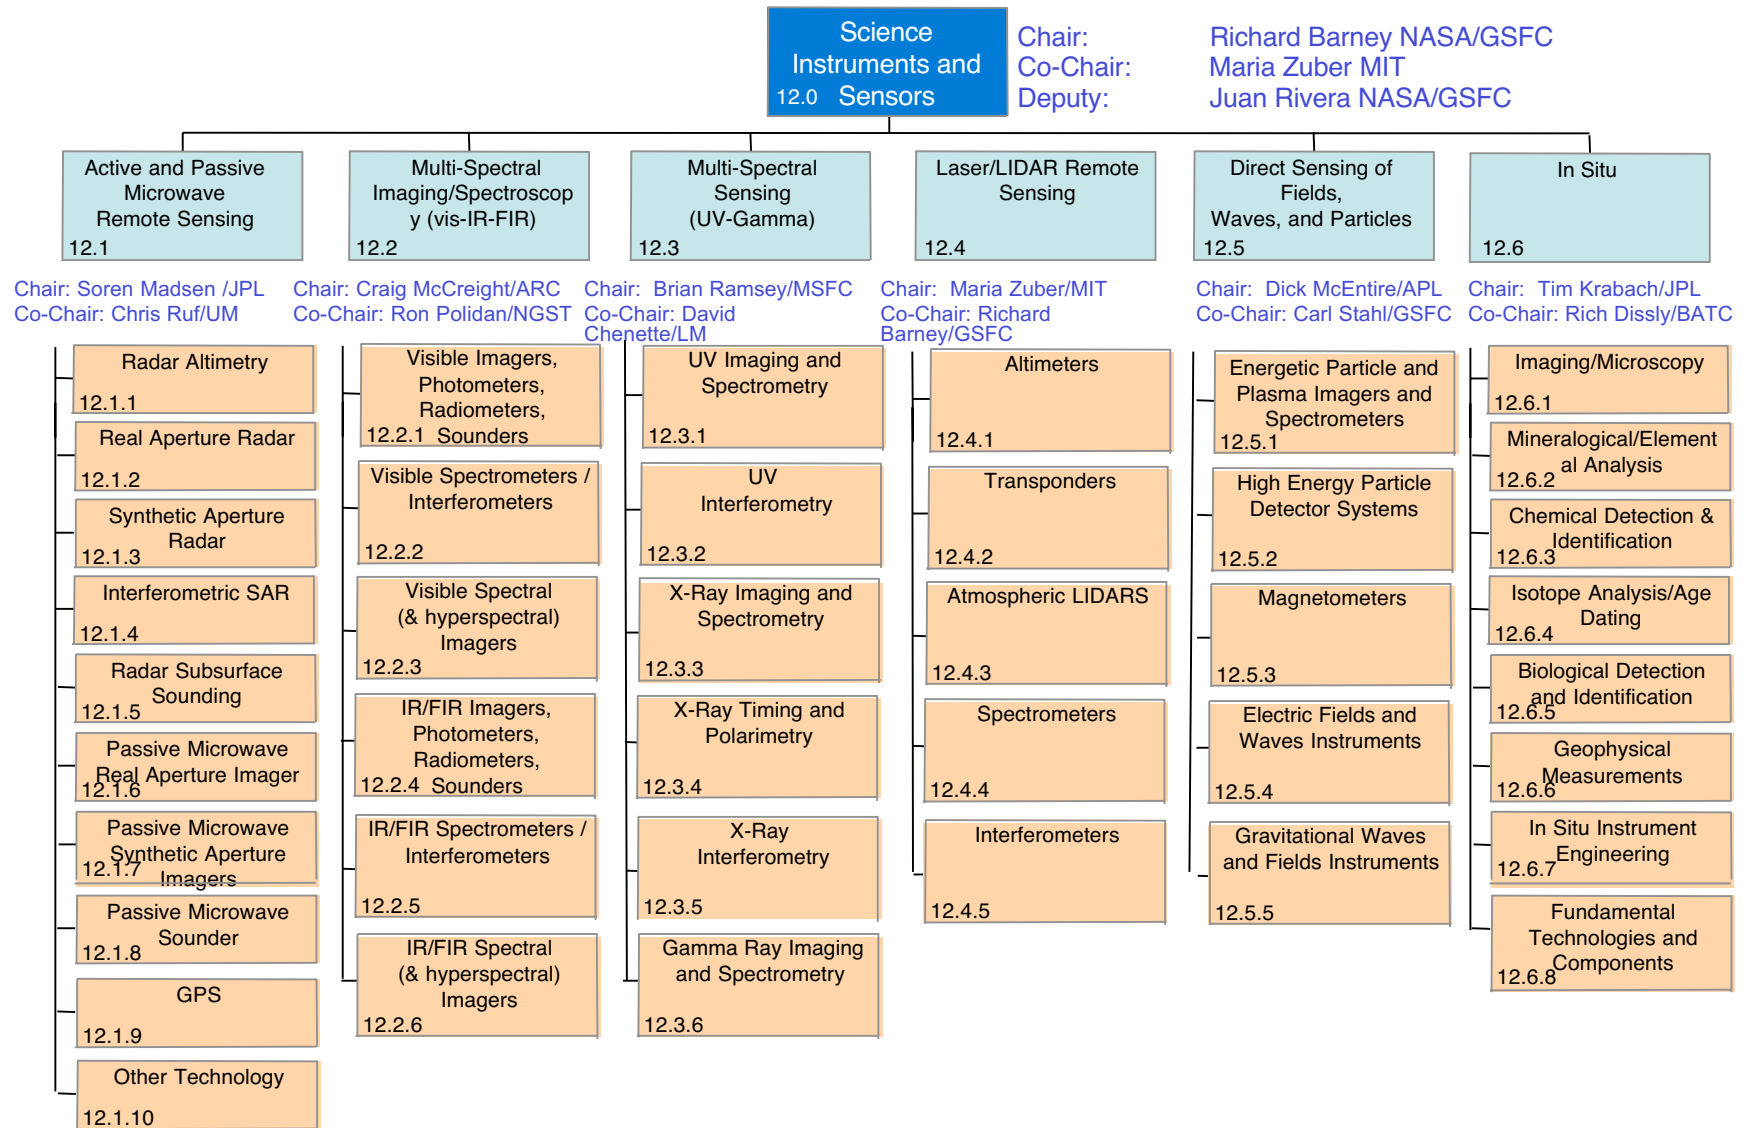 Science
Instruments and
12.0 Sensors
Chair: Richard Barney NASA/GSFC
Co-Chair: Maria Zuber MIT
Deputy: Juan Rivera NASA/GSFC
Active and Passive
Microwave
Remote Sensing
12.1
Chair: Soren Madsen /JPL
Co-Chair: Chris Ruf/UM
Radar Altimetry
12.1.1
Real Aperture Radar
12.1.2
Synthetic Aperture
Radar
12.1.3
Interferometric SAR
12.1.4
Radar Subsurface
Sounding
12.1.5
Passive Microwave
Real Aperture Imager
12.1.6
Passive Microwave
Synthetic Aperture
Imagers
12.1.7
Passive Microwave
Sounder
12.1.8
GPS
12.1.9
Other Technology
12.1.10
Multi-Spectral
Imaging/Spectroscop
y (vis-IR-FIR)
12.2
Chair: Craig McCreight/ARC
Co-Chair: Ron Polidan/NGST
Visible Imagers,
Photometers,
Radiometers,
12.2.1 Sounders
Visible Spectrometers /
Interferometers
12.2.2
Visible Spectral
(& hyperspectral)
Imagers
12.2.3
IR/FIR Imagers,
Photometers,
Radiometers,
12.2.4 Sounders
IR/FIR Spectrometers /
Interferometers
12.2.5
IR/FIR Spectral
(& hyperspectral)
Imagers
12.2.6
Multi-Spectral
Sensing
(UV-Gamma)
12.3
Chair: Brian Ramsey/MSFC
Co-Chair: David
Chenette/LM
UV Imaging and
Spectrometry
12.3.1
UV
Interferometry
12.3.2
X-Ray Imaging and
Spectrometry
12.3.3
X-Ray Timing and
Polarimetry
12.3.4
X-Ray
Interferometry
12.3.5
Gamma Ray Imaging
and Spectrometry
12.3.6
Laser/LIDAR Remote
Sensing
12.4
Chair: Maria Zuber/MIT
Co-Chair: Richard
Barney/GSFC
Altimeters
12.4.1
Transponders
12.4.2
Atmospheric LIDARS
12.4.3
Spectrometers
12.4.4
Interferometers
12.4.5
Direct Sensing of
Fields,
Waves, and Particles
12.5
Chair: Dick McEntire/APL
Co-Chair: Carl Stahl/GSFC
Energetic Particle and
Plasma Imagers and
Spectrometers
12.5.1
High Energy Particle
Detector Systems
12.5.2
Magnetometers
12.5.3
Electric Fields and
Waves Instruments
12.5.4
Gravitational Waves
and Fields Instruments
12.5.5
In Situ
12.6
Chair: Tim Krabach/JPL
Co-Chair: Rich Dissly/BATC
Imaging/Microscopy
12.6.1
Mineralogical/Element
al Analysis
12.6.2
Chemical Detection &
Identification
12.6.3
Isotope Analysis/Age
Dating
12.6.4
Biological Detection
and Identification
12.6.5
Geophysical
Measurements
12.6.6
In Situ Instrument
Engineering
12.6.7
Fundamental
Technologies and
Components
12.6.8